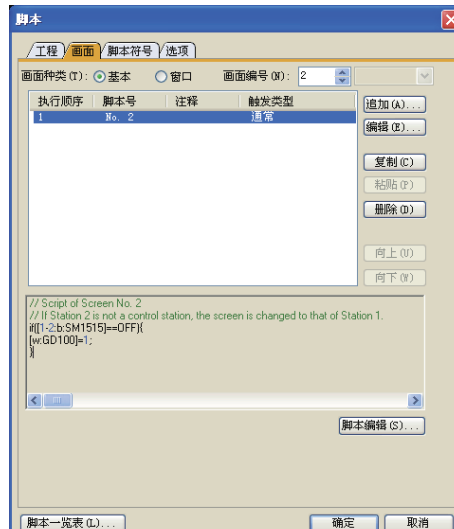 脚本
工程 画面 脚本符号 选项
画面种类(T): 基本 窗口 画面编号(N): 2
执行顺序 脚本号 注释 触发类型
1 No. 2 通常
追加(A)...
编辑(E)...
复制(C)
粘贴(P)
删除(D)
向上(U)
向下(W)
// Script of Screen No. 2
// If Station 2 is not a control station, the screen is changed to that of Station 1.
if([1-2:b:SM1515]==OFF){
[w:GD100]=1;
}
脚本编辑(S)...
脚本一览表(L)... 确定 取消